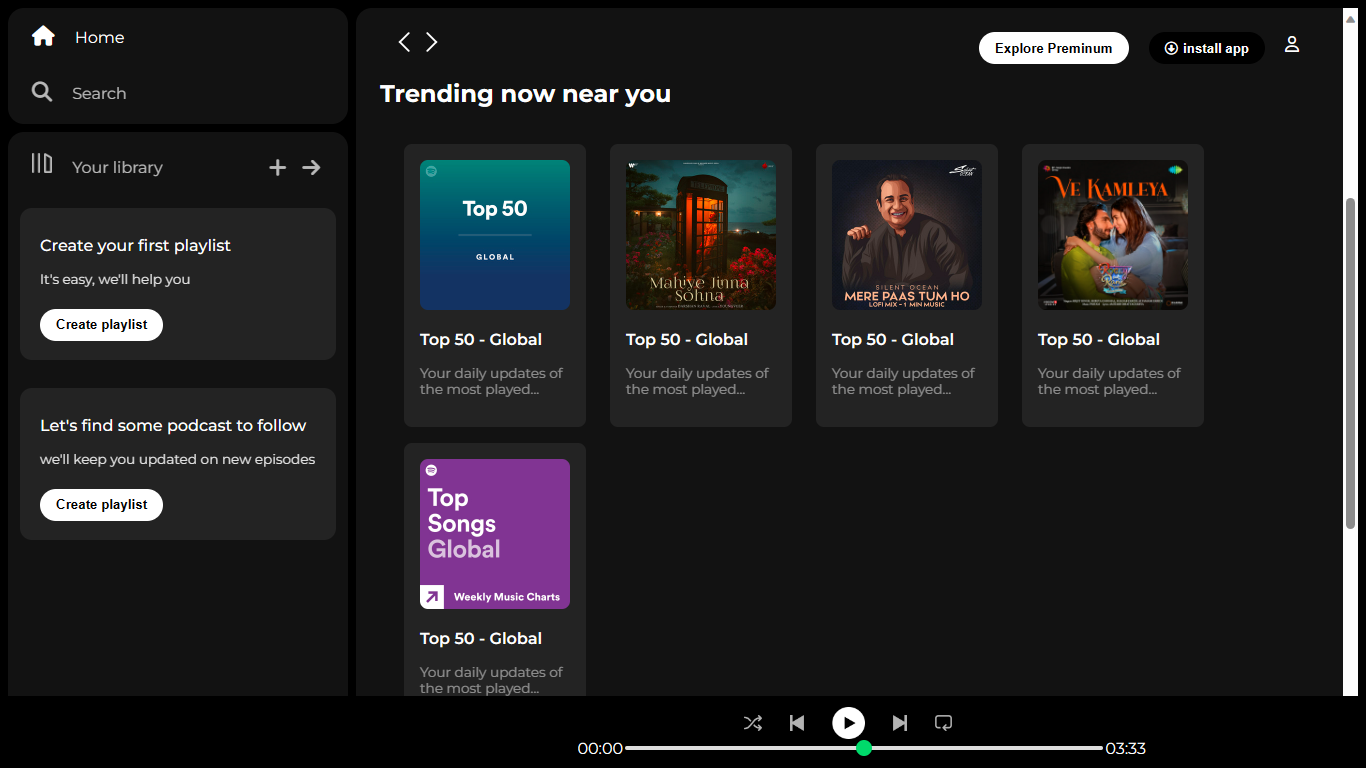 Home
Search
Your library
Create your first playlist
It's easy, we'll help you
Create playlist
Let's find some podcast to follow
we'll keep you updated on new episodes
Create playlist
Explore Preminum
install app
Trending now near you
Top 50
GLOBAL
Top 50 - Global
Your daily updates of
the most played...
Mahiye Jinna
Sohna
Top 50 - Global
Your daily updates of
the most played...
SILENT OCEAN
MERE PAAS TUM HO
LOFI MIX - 1 MIN MUSIC
Top 50 - Global
Your daily updates of
the most played...
VE KAMLEYA
Top 50 - Global
Your daily updates of
the most played...
Top
Songs
Global
Weekly Music Charts
Top 50 - Global
Your daily updates of
the most played...
00:00
03:33